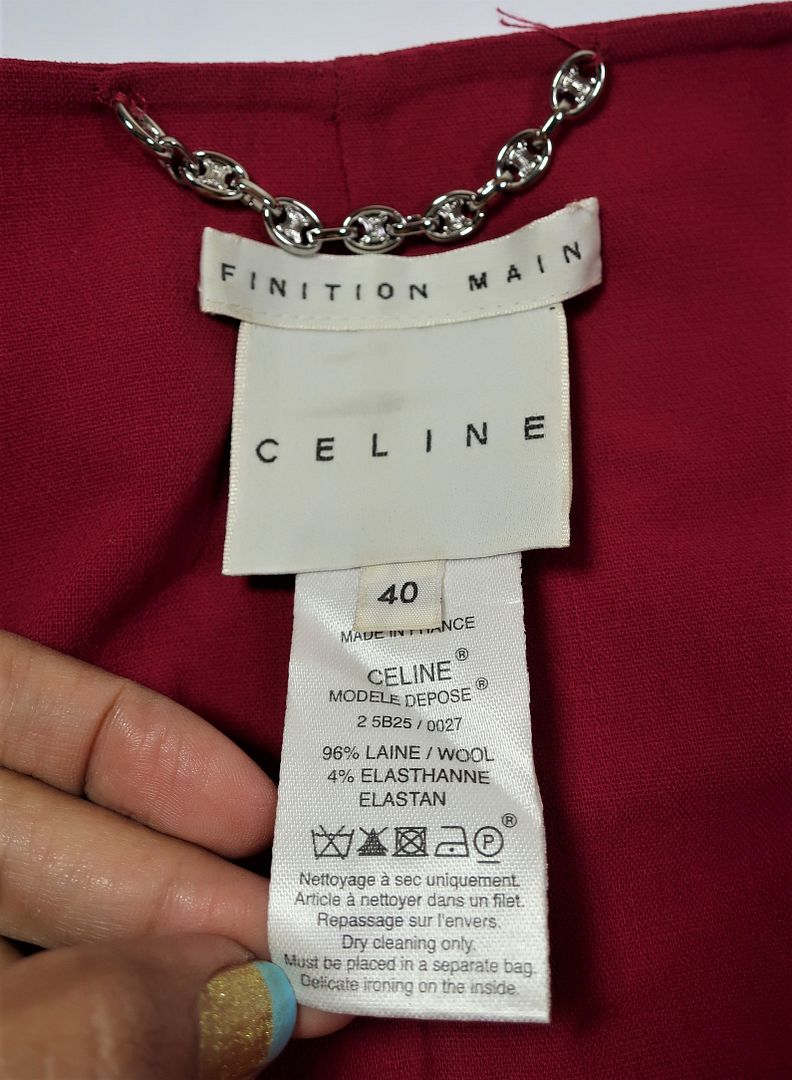 FINITION MAIN
CELINE
40
MADE IN FRANCE
CELINE®
MODELE DEPOSE®
2 5B25 / 0027
96% LAINE / WOOL
4% ELASTHANNE
ELASTAN
P ®
Nettoyage à sec uniquement.
Article à nettoyer dans un filet.
Repassage sur l'envers.
Dry cleaning only.
Must be placed in a separate bag.
Delicate ironing on the inside.